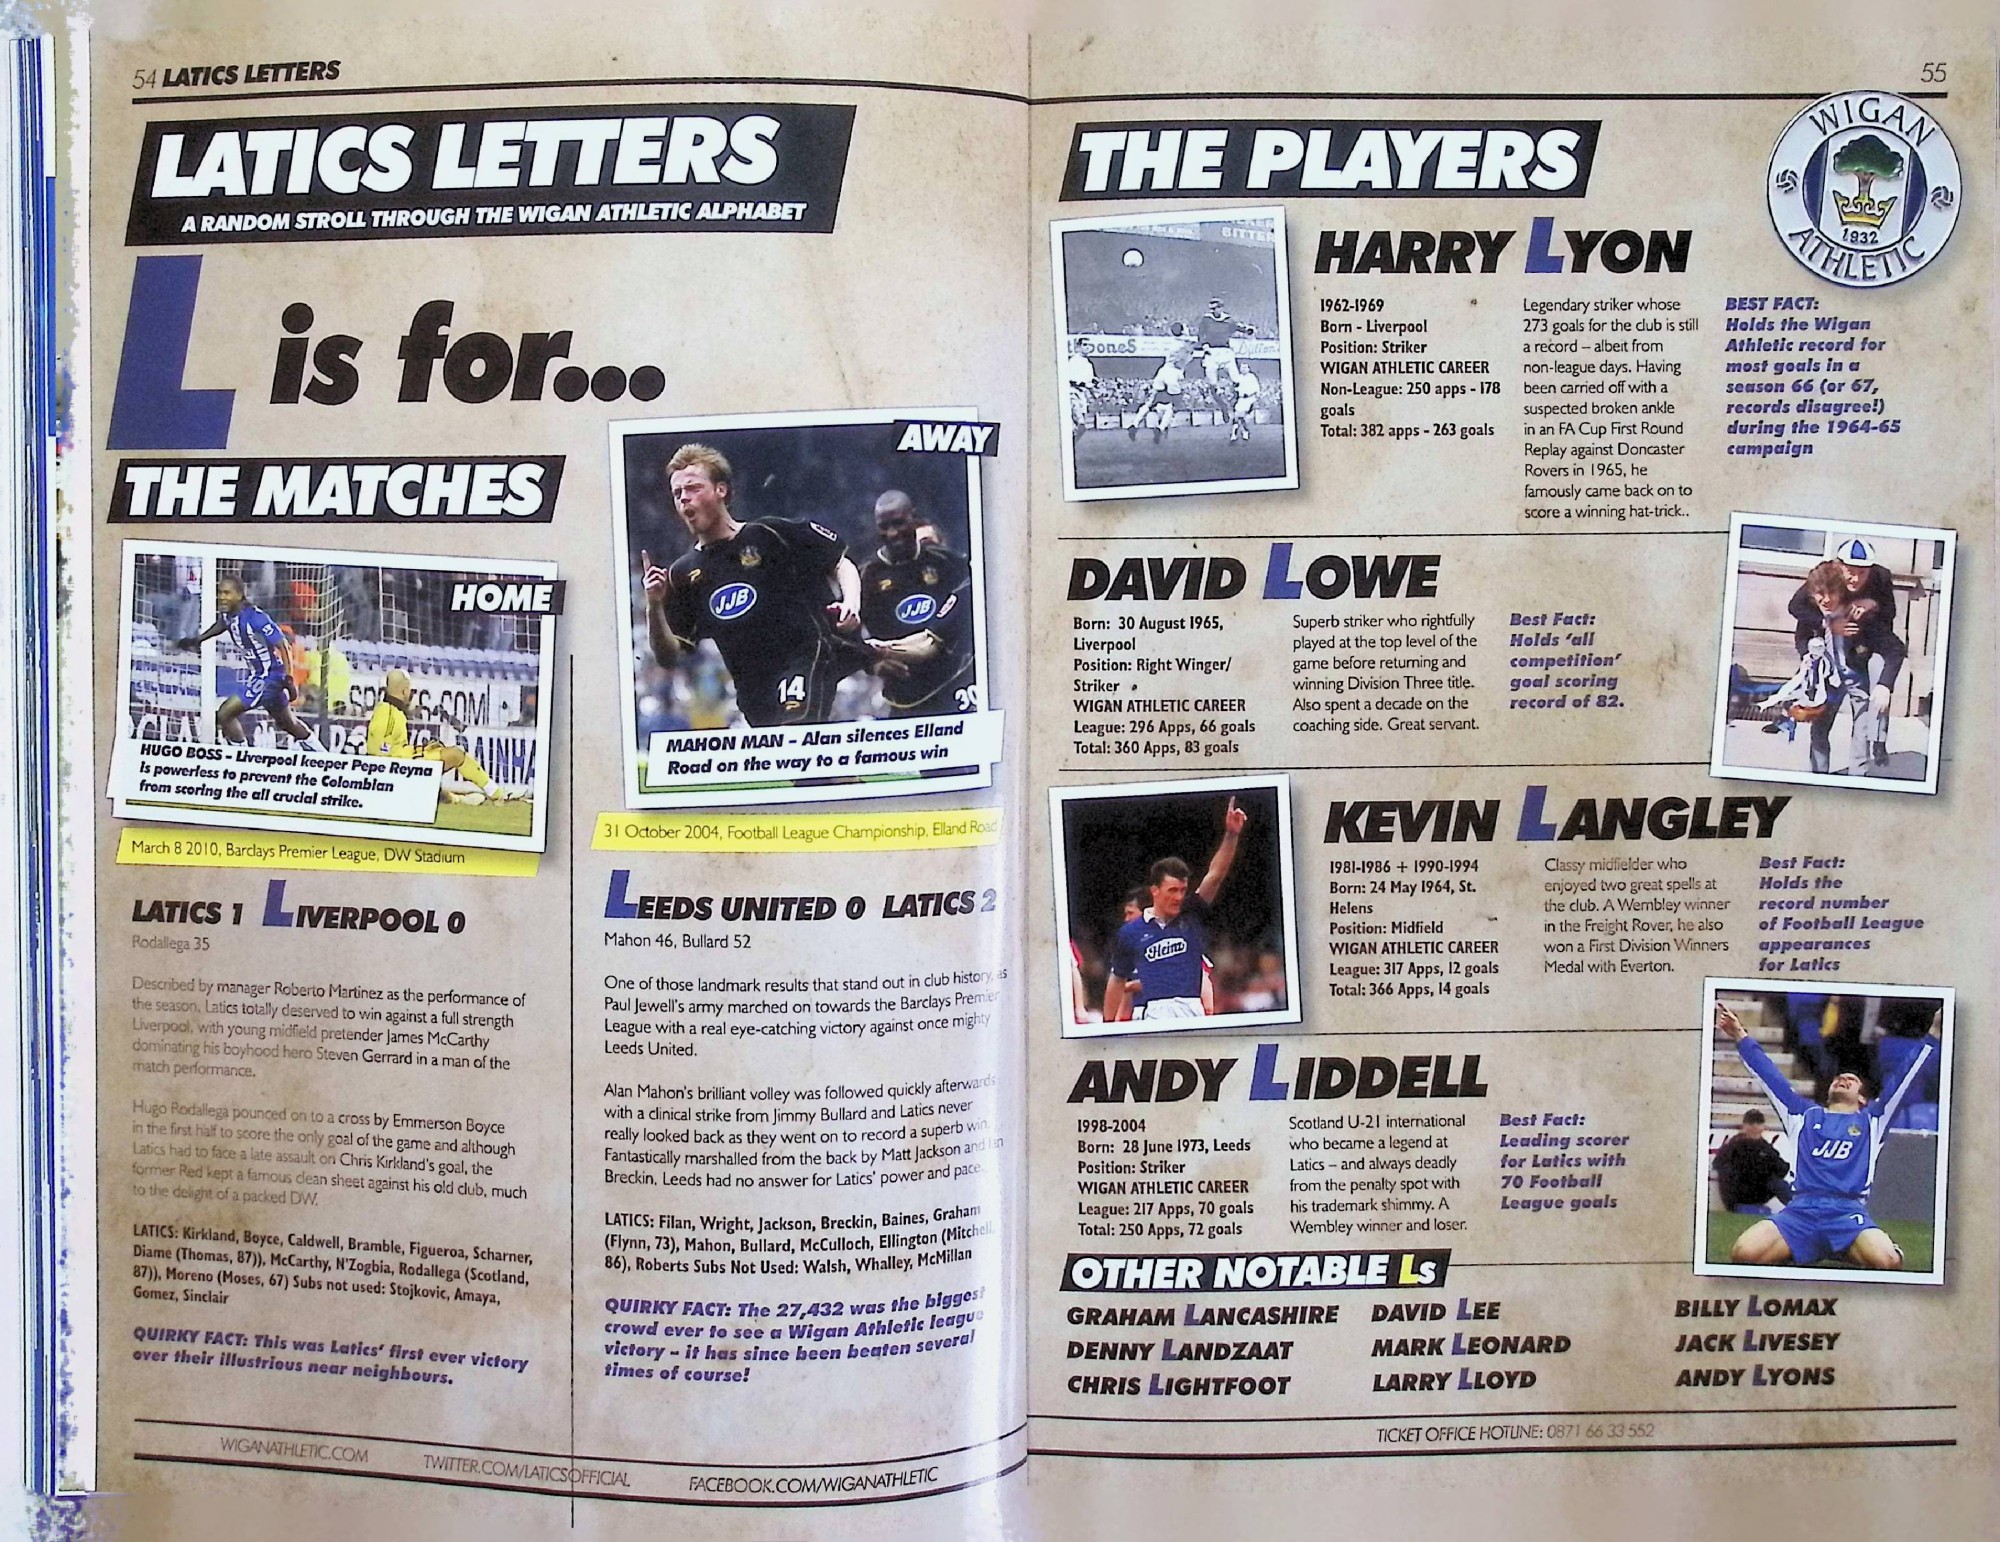 54 LATICS LETTERS
LATICS LETTERS
A RANDOM STROLL THROUGH THE WIGAN ATHLETIC ALPHABET
L is for...
THE MATCHES
HOME
HUGO BOSS – Liverpool keeper Pepe Reyna
is powerless to prevent the Colombian
from scoring the all crucial strike.
March 8 2010, Barclays Premier League, DW Stadium
LATICS 1 LIVERPOOL 0
Rodallega 35
Described by manager Roberto Martinez as the performance of
the season, Latics totally deserved to win against a full strength
Liverpool, with young midfield pretender James McCarthy
dominating his boyhood hero Steven Gerrard in a man of the
match performance.
Hugo Rodallega pounced on to a cross by Emmerson Boyce
in the first half to score the only goal of the game and although
Latics had to face a late assault on Chris Kirkland's goal, the
former Red kept a famous clean sheet against his old club, much
to the delight of a packed DW.
LATICS: Kirkland, Boyce, Caldwell, Bramble, Figueroa, Scharner,
Diame (Thomas, 87)), McCarthy, N'Zogbia, Rodallega (Scotland,
87)), Moreno (Moses, 67) Subs not used: Stojkovic, Amaya,
Gomez, Sinclair
QUIRKY FACT: This was Latics' first ever victory
over their illustrious near neighbours.
AWAY
JJB
JJB
14
30
MAHON MAN – Alan silences Elland
Road on the way to a famous win
31 October 2004, Football League Championship, Elland Road
LEEDS UNITED 0 LATICS 2
Mahon 46, Bullard 52
One of those landmark results that stand out in club history, as
Paul Jewell's army marched on towards the Barclays Premier
League with a real eye-catching victory against once mighty
Leeds United.
Alan Mahon's brilliant volley was followed quickly afterwards
with a clinical strike from Jimmy Bullard and Latics never
really looked back as they went on to record a superb win.
Fantastically marshalled from the back by Matt Jackson and Ian
Breckin, Leeds had no answer for Latics' power and pace.
LATICS: Filan, Wright, Jackson, Breckin, Baines, Graham
(Flynn, 73), Mahon, Bullard, McCulloch, Ellington (Mitchell,
86), Roberts Subs Not Used: Walsh, Whalley, McMillan
QUIRKY FACT: The 27,432 was the biggest
crowd ever to see a Wigan Athletic league
victory – it has since been beaten several
times of course!
WIGANATHLETIC.COM
TWITTER.COM/LATICSOFFICIAL
FACEBOOK.COM/WIGANATHLETIC
55
WIGAN
1932
ATHLETIC
THE PLAYERS
BITTER
HARRY LYON
1962-1969
Born - Liverpool
Position: Striker
WIGAN ATHLETIC CAREER
Non-League: 250 apps - 178
goals
Total: 382 apps - 263 goals
Legendary striker whose
273 goals for the club is still
a record – albeit from
non-league days. Having
been carried off with a
suspected broken ankle
in an FA Cup First Round
Replay against Doncaster
Rovers in 1965, he
famously came back on to
score a winning hat-trick..
BEST FACT:
Holds the Wigan
Athletic record for
most goals in a
season 66 (or 67,
records disagree!)
during the 1964-65
campaign
DAVID LOWE
Born: 30 August 1965,
Liverpool
Position: Right Winger/
Striker
WIGAN ATHLETIC CAREER
League: 296 Apps, 66 goals
Total: 360 Apps, 83 goals
Superb striker who rightfully
played at the top level of the
game before returning and
winning Division Three title.
Also spent a decade on the
coaching side. Great servant.
Best Fact:
Holds 'all
competition'
goal scoring
record of 82.
Heinz
KEVIN LANGLEY
1981-1986 + 1990-1994
Born: 24 May 1964, St.
Helens
Position: Midfield
WIGAN ATHLETIC CAREER
League: 317 Apps, 12 goals
Total: 366 Apps, 14 goals
Classy midfielder who
enjoyed two great spells at
the club. A Wembley winner
in the Freight Rover, he also
won a First Division Winners
Medal with Everton.
Best Fact:
Holds the
record number
of Football League
appearances
for Latics
ANDY LIDDELL
1998-2004
Born: 28 June 1973, Leeds
Position: Striker
WIGAN ATHLETIC CAREER
League: 217 Apps, 70 goals
Total: 250 Apps, 72 goals
Scotland U-21 international
who became a legend at
Latics – and always deadly
from the penalty spot with
his trademark shimmy. A
Wembley winner and loser.
Best Fact:
Leading scorer
for Latics with
70 Football
League goals
JJB
7
OTHER NOTABLE Ls
GRAHAM LANCASHIRE DAVID LEE BILLY LOMAX
DENNY LANDZAAT MARK LEONARD JACK LIVESEY
CHRIS LIGHTFOOT LARRY LLOYD ANDY LYONS
TICKET OFFICE HOTLINE: 0871 66 33 552